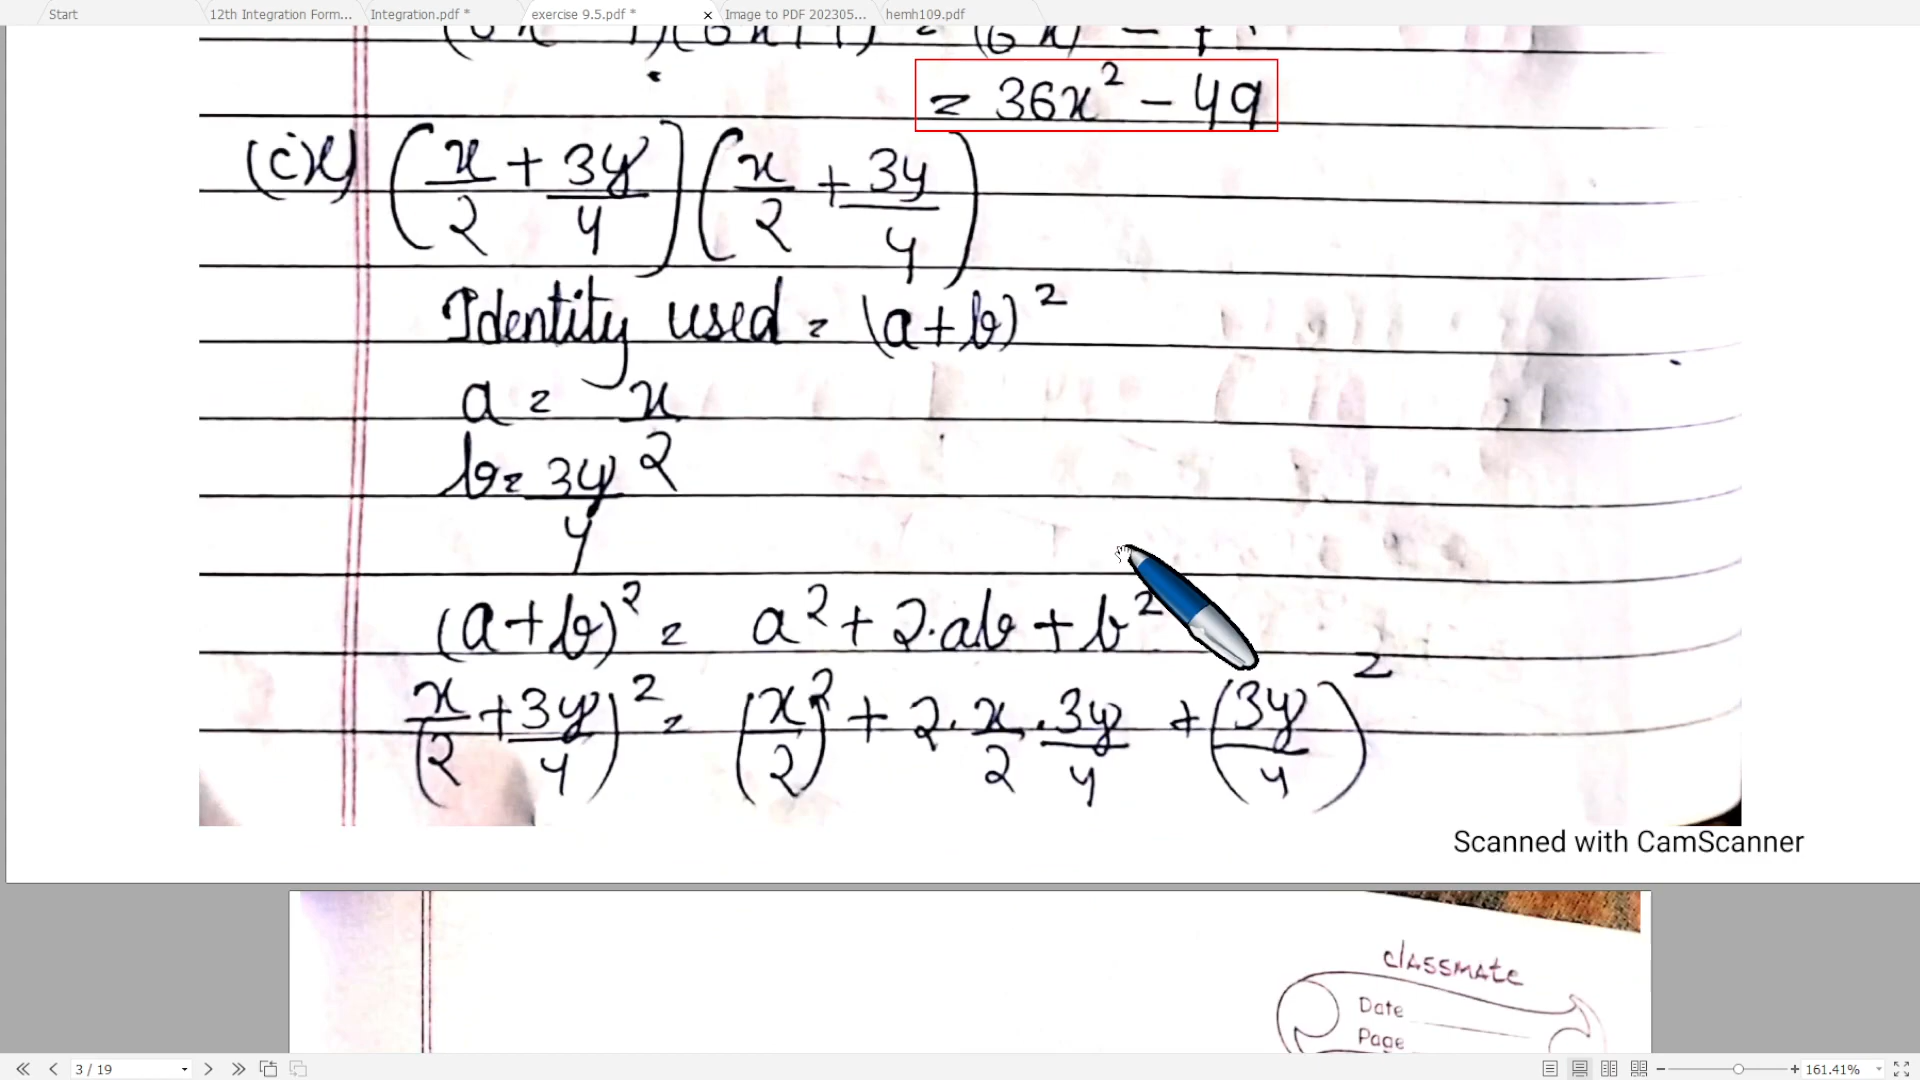 Start 12th Integration Form... Integration.pdf * exercise 9.5.pdf * × Image to PDF 202305... hemh109.pdf
= 36x² - 49
(ix) (x/2 + 3y/4) (x/2 + 3y/4)
Identity used = (a+b)²
a = x/2
b = 3y/4
(a+b)² = a² + 2.ab + b²
(x/2 + 3y/4)² = (x/2)² + 2. x/2 . 3y/4 + (3y/4)²
Scanned with CamScanner
classmate
Date
Page
3 / 19 161.41%